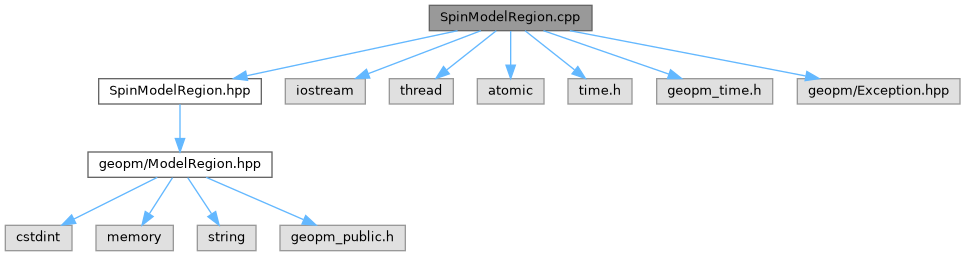 SpinModelRegion.cpp
SpinModelRegion.hpp
iostream
thread
atomic
time.h
geopm_time.h
geopm/Exception.hpp
geopm/ModelRegion.hpp
cstdint
memory
string
geopm_public.h